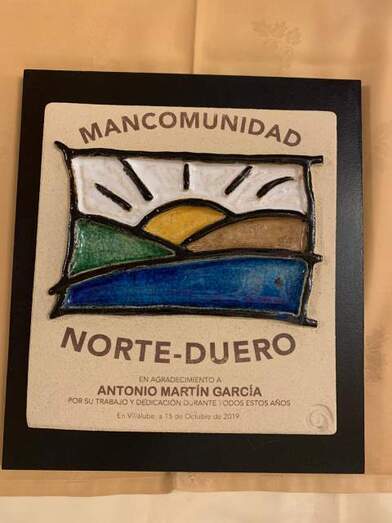 MANCOMUNIDAD
NORTE-DUERO
EN AGRADECIMIENTO A
ANTONIO MARTÍN GARCÍA
POR SU TRABAJO Y DEDICACIÓN DURANTE TODOS ESTOS AÑOS
En Villalube, a 15 de Octubre de 2019